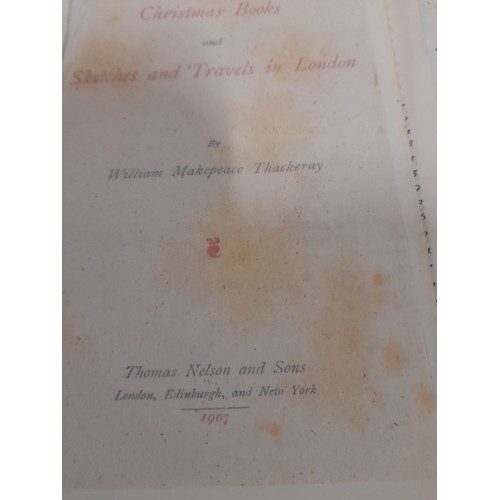 Christmas Books
and
Sketches and Travels in London
By
William Makepeace Thackeray
Thomas Nelson and Sons
London, Edinburgh, and New York
1907